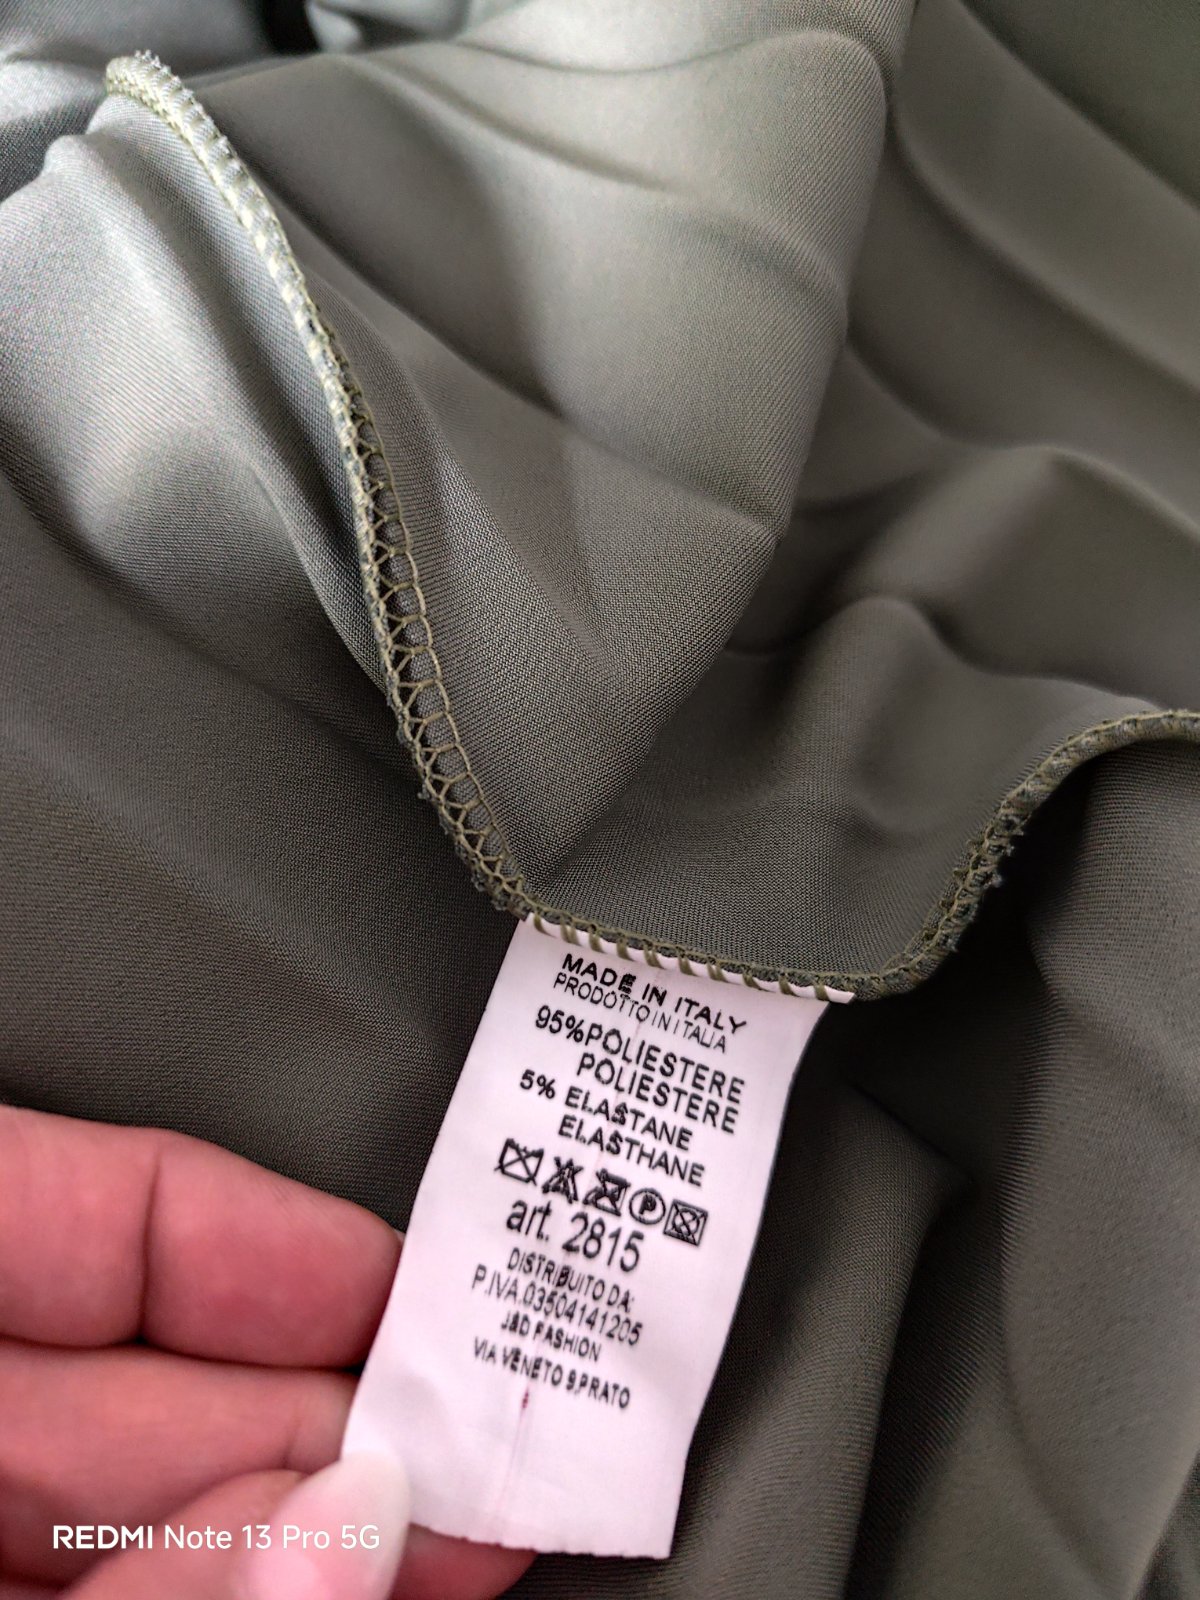 MADE IN ITALY
PRODOTTO IN ITALIA
95%POLIESTERE
POLIESTERE
5% ELASTANE
ELASTHANE
P
art. 2815
DISTRIBUITO DA:
P.IVA.03504141205
J&D FASHION
VIA VENETO 9.PRATO
REDMI Note 13 Pro 5G